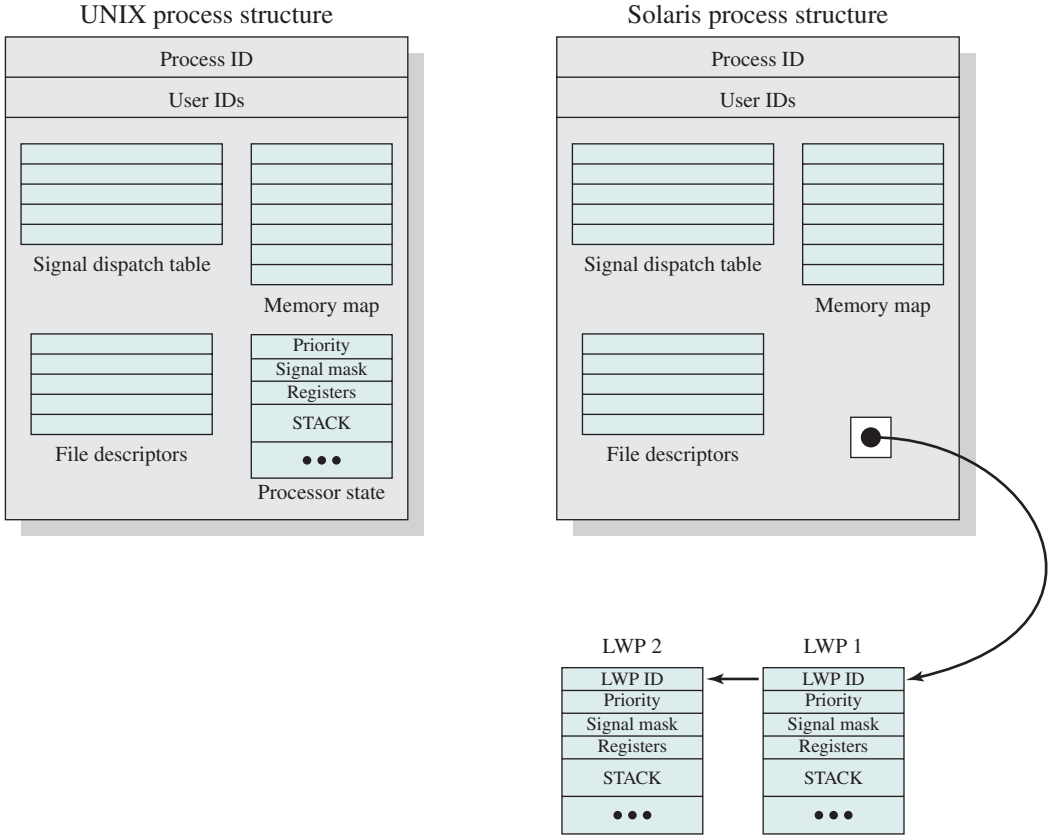 UNIX process structure
Process ID
User IDs
Signal dispatch table
Memory map
File descriptors
Priority
Signal mask
Registers
STACK
•••
Processor state
Solaris process structure
Process ID
User IDs
Signal dispatch table
Memory map
File descriptors
LWP 2
LWP ID
Priority
Signal mask
Registers
STACK
•••
LWP 1
LWP ID
Priority
Signal mask
Registers
STACK
•••